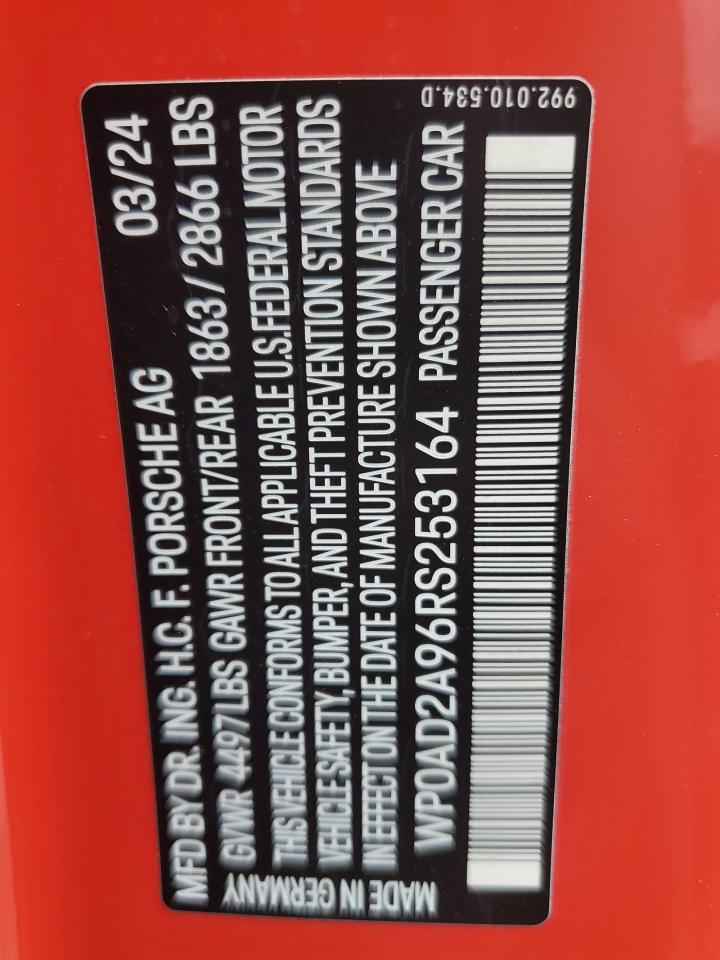 MFD BY DR. ING. H.C. F. PORSCHE AG 03/24
GVWR 4497LBS GAWR FRONT/REAR 1863 / 2866 LBS
THIS VEHICLE CONFORMS TO ALL APPLICABLE U.S.FEDERAL MOTOR
VEHICLE SAFETY, BUMPER, AND THEFT PREVENTION STANDARDS
IN EFFECT ON THE DATE OF MANUFACTURE SHOWN ABOVE
WP0AD2A96RS253164 PASSENGER CAR
MADE IN GERMANY
992.010.534.D